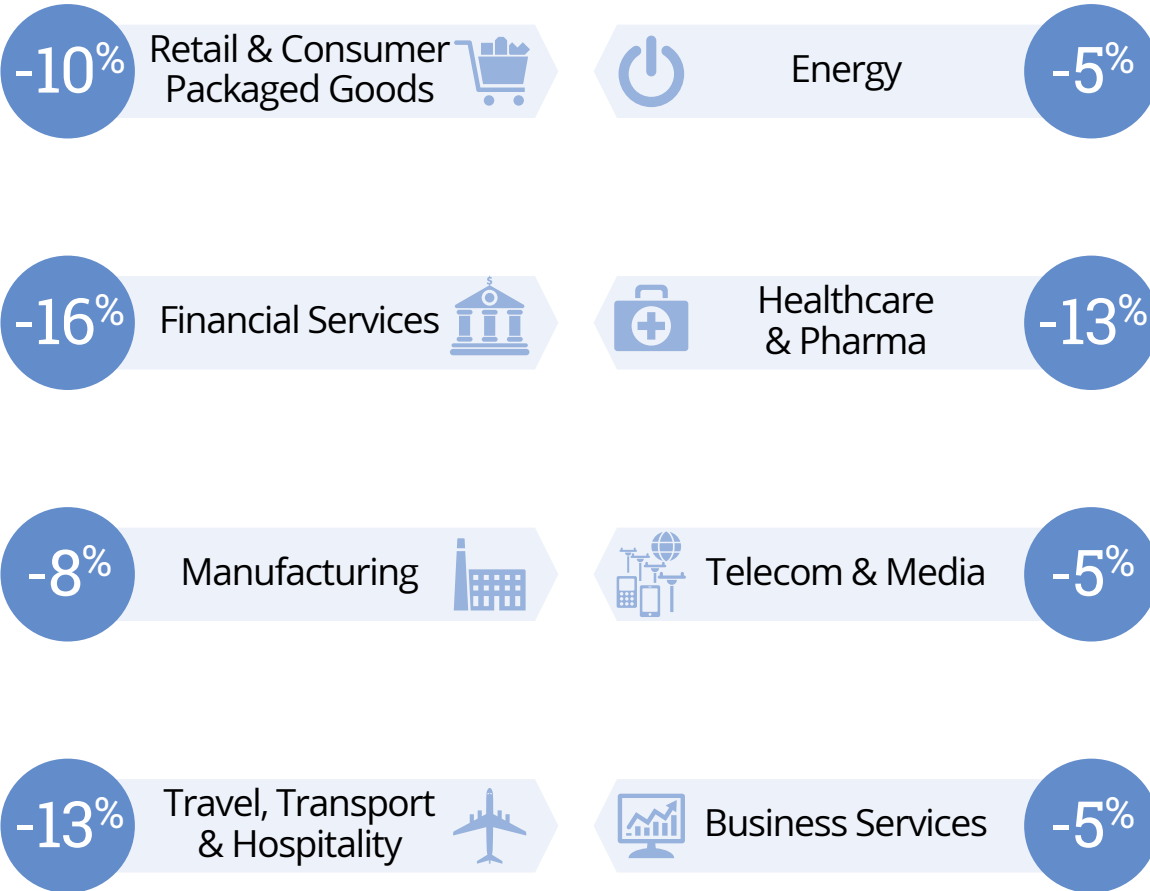 -10%
Retail & Consumer
Packaged Goods
Energy
-5%
-16%
Financial Services
$
Healthcare
& Pharma
-13%
-8%
Manufacturing
Telecom & Media
-5%
-13%
Travel, Transport
& Hospitality
Business Services
-5%